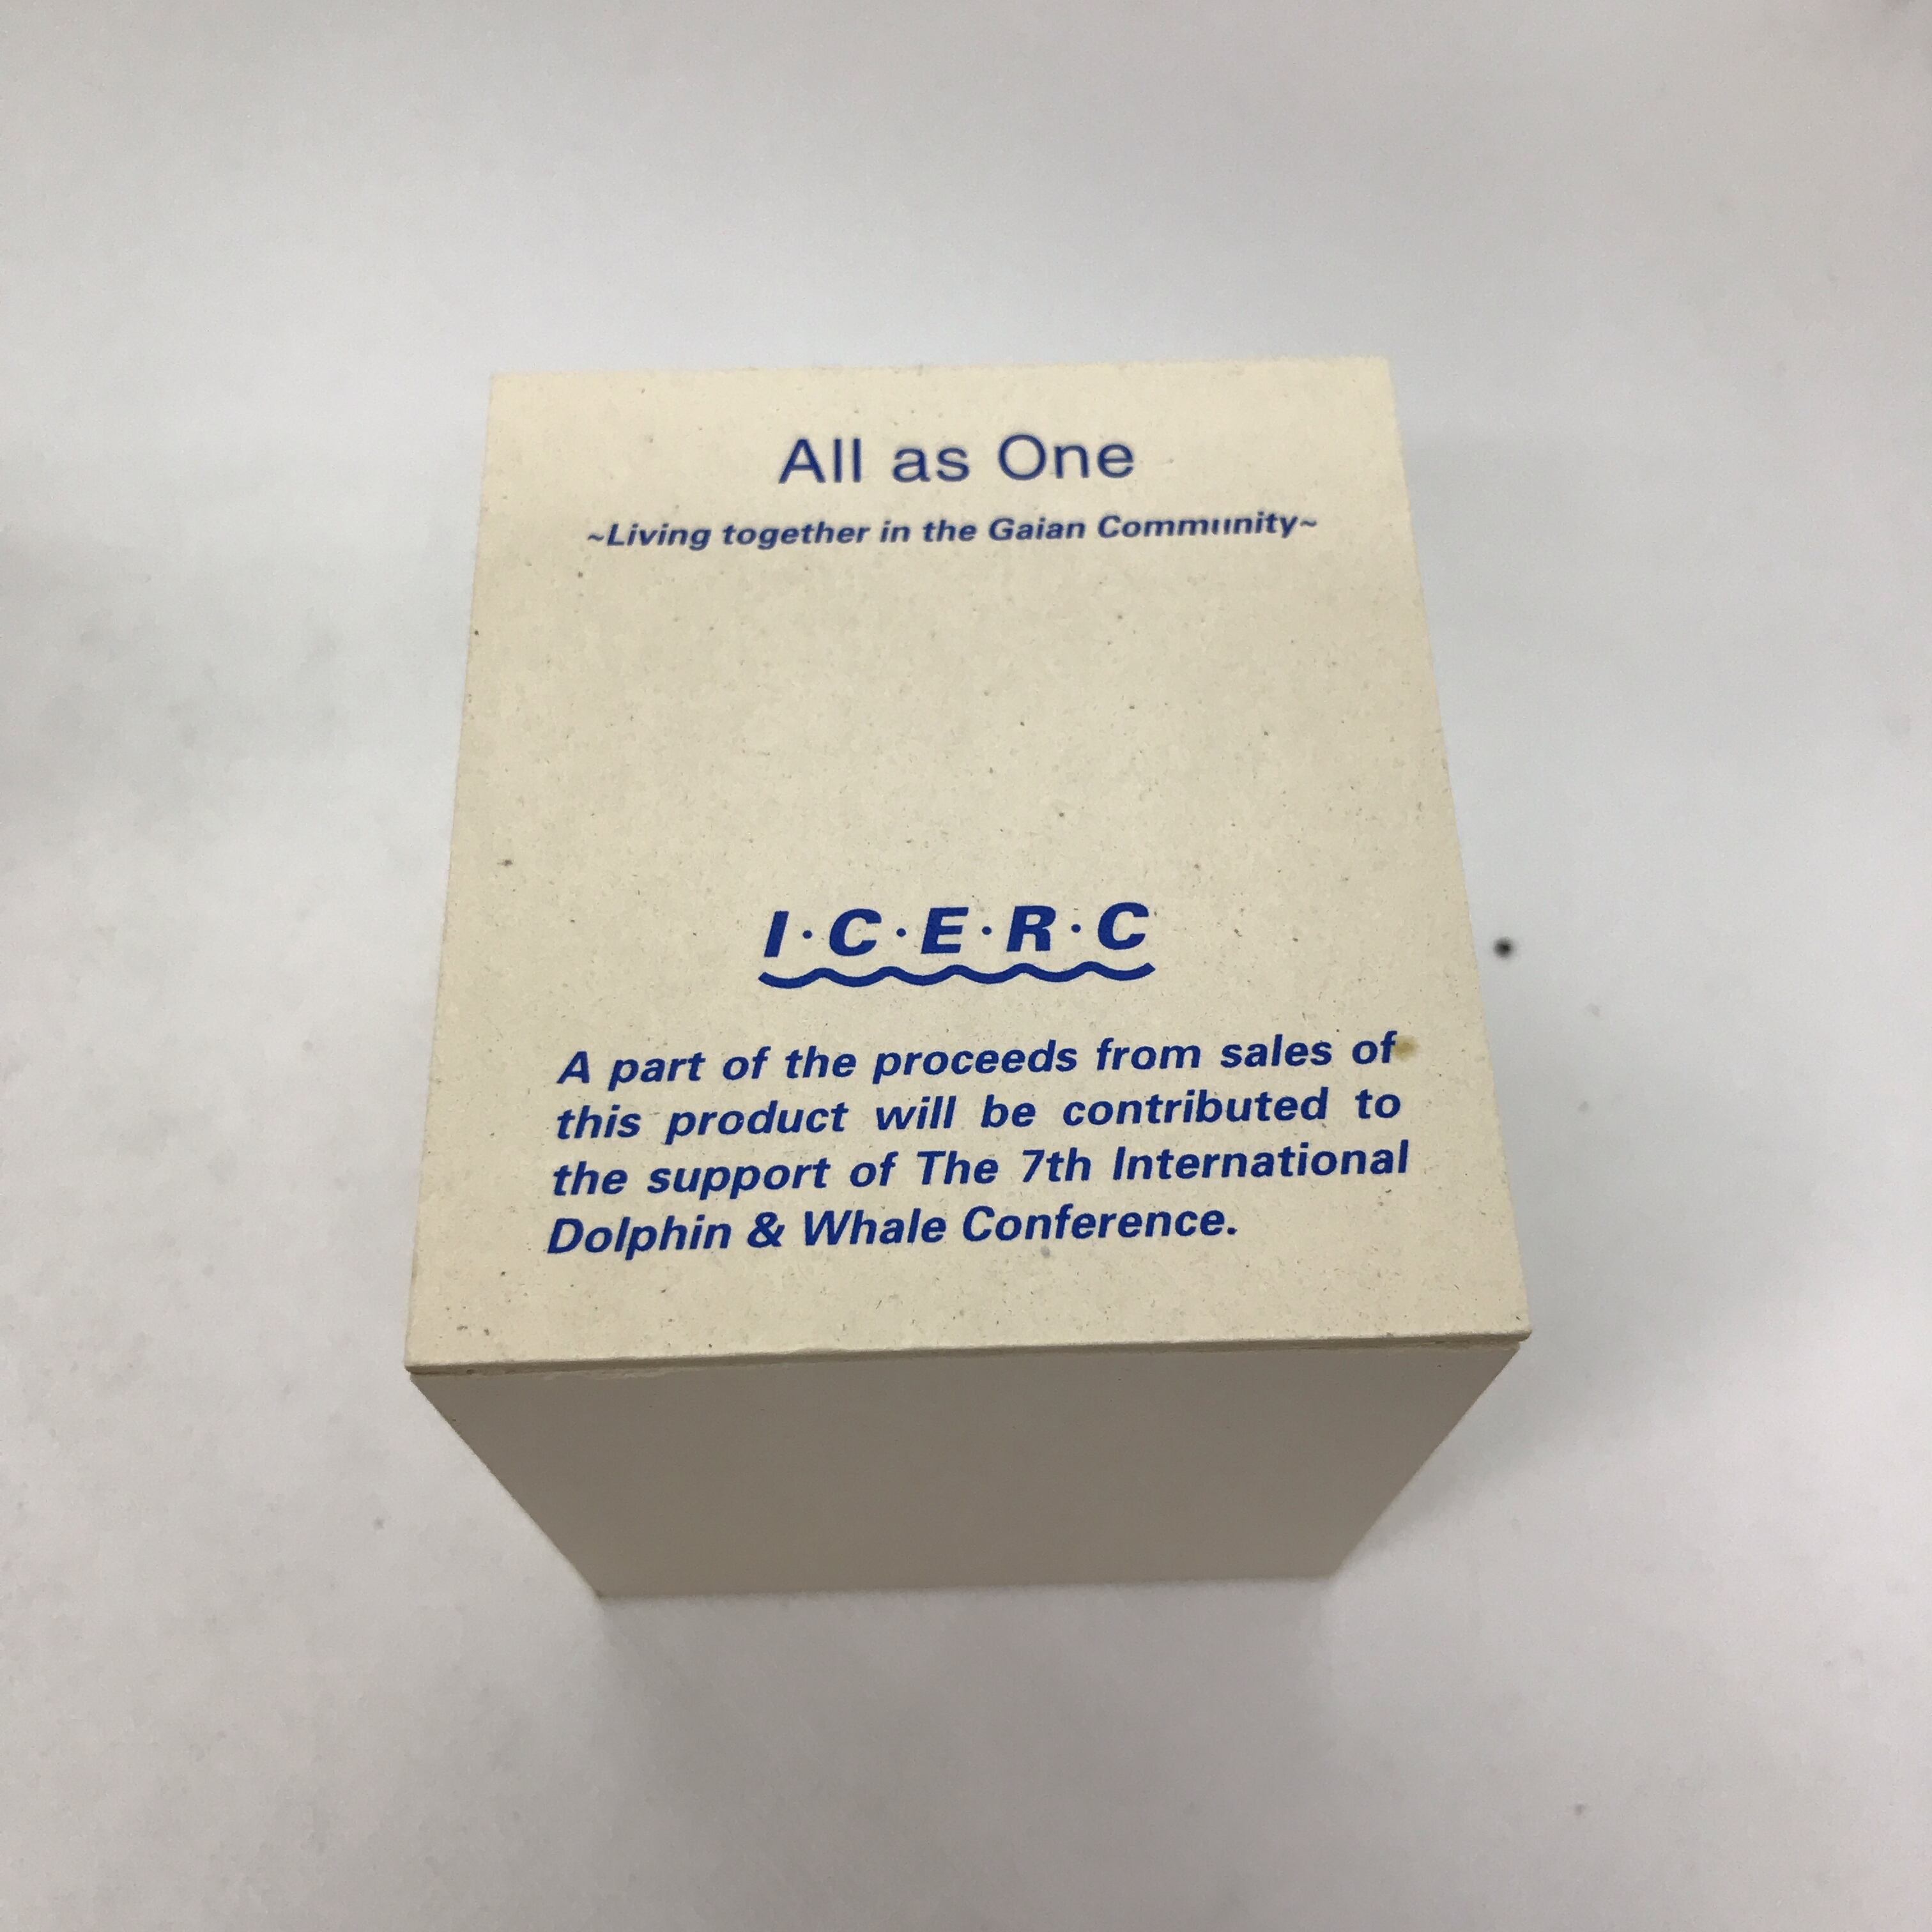 All as One
~Living together in the Gaian Community~
I·C·E·R·C
A part of the proceeds from sales of
this product will be contributed to
the support of The 7th International
Dolphin & Whale Conference.